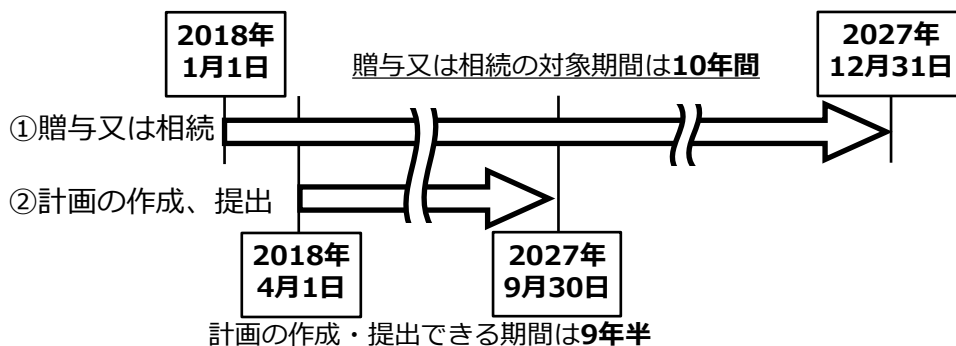 2018年
1月1日
贈与又は相続の対象期間は10年間
2027年
12月31日
①贈与又は相続
②計画の作成、提出
2018年
4月1日
2027年
9月30日
計画の作成・提出できる期間は9年半